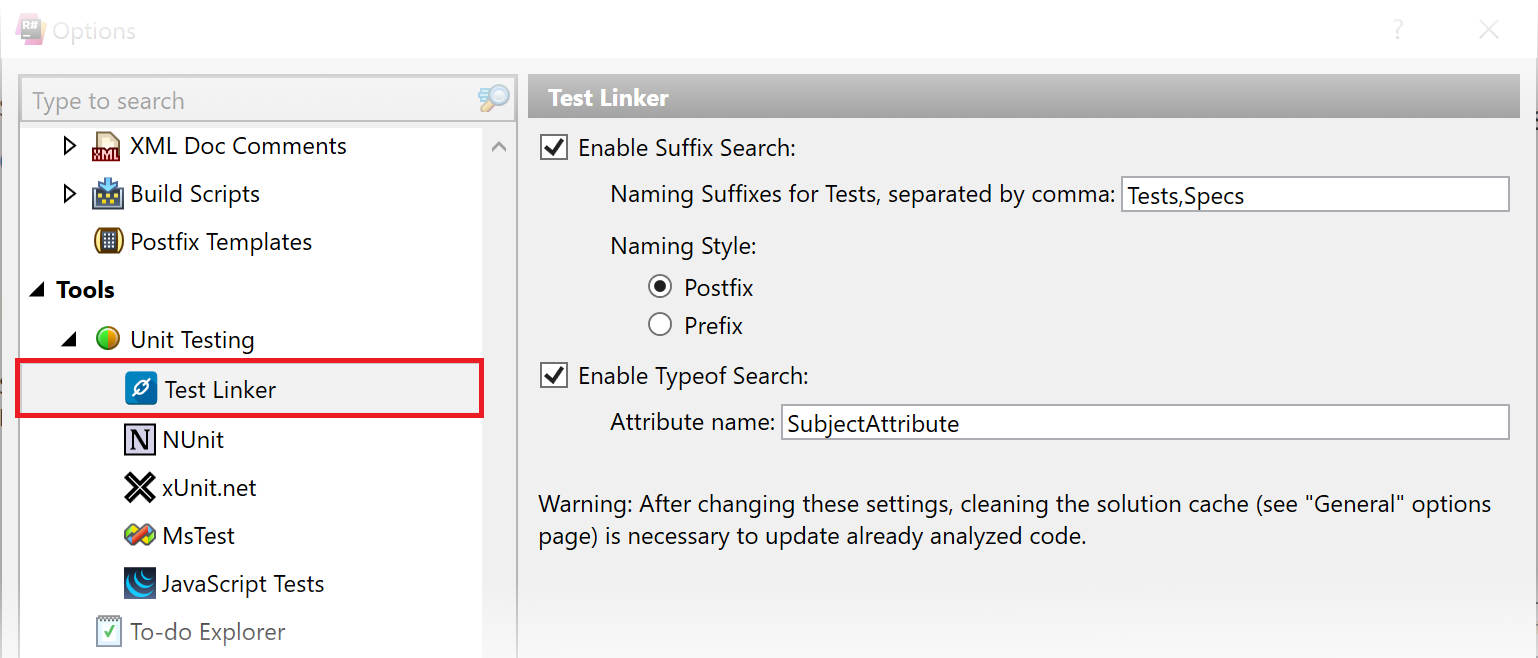 R#
Options
?
Type to search
XML Doc Comments
XML
Build Scripts
Postfix Templates
Tools
Unit Testing
Test Linker
N NUnit
xUnit.net
MsTest
JavaScript Tests
To-do Explorer
Test Linker
Enable Suffix Search:
Naming Suffixes for Tests, separated by comma: Tests,Specs
Naming Style:
Postfix
Prefix
Enable Typeof Search:
Attribute name: SubjectAttribute
Warning: After changing these settings, cleaning the solution cache (see "General" options
page) is necessary to update already analyzed code.